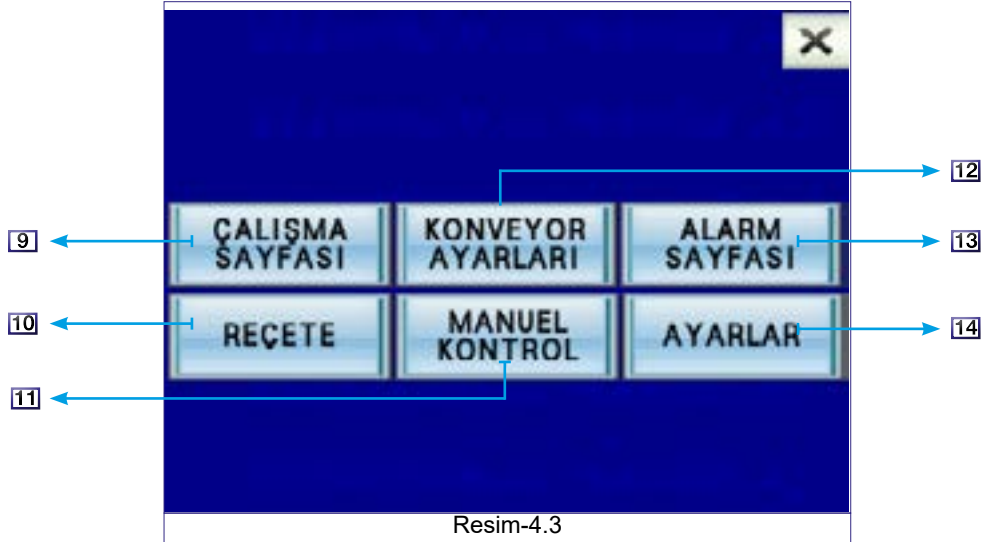 12
9
ÇALIŞMA
SAYFASI
KONVEYOR
AYARLARI
ALARM
SAYFASI
13
10
REÇETE
MANUEL
KONTROL
AYARLAR
14
11
Resim-4.3